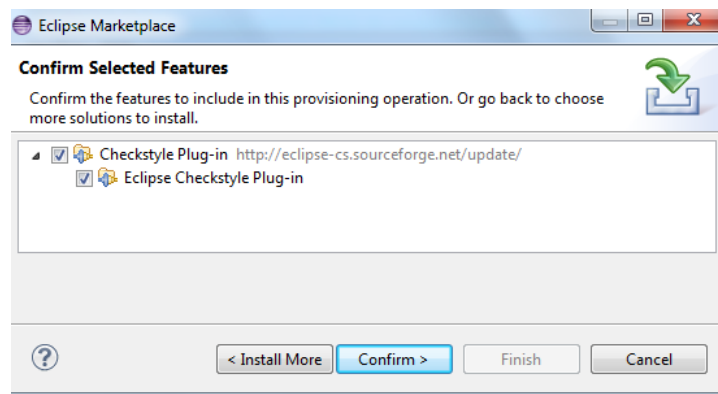 Eclipse Marketplace
Confirm Selected Features
Confirm the features to include in this provisioning operation. Or go back to choose
more solutions to install.
Checkstyle Plug-in http://eclipse-cs.sourceforge.net/update/
Eclipse Checkstyle Plug-in
? < Install More Confirm > Finish Cancel